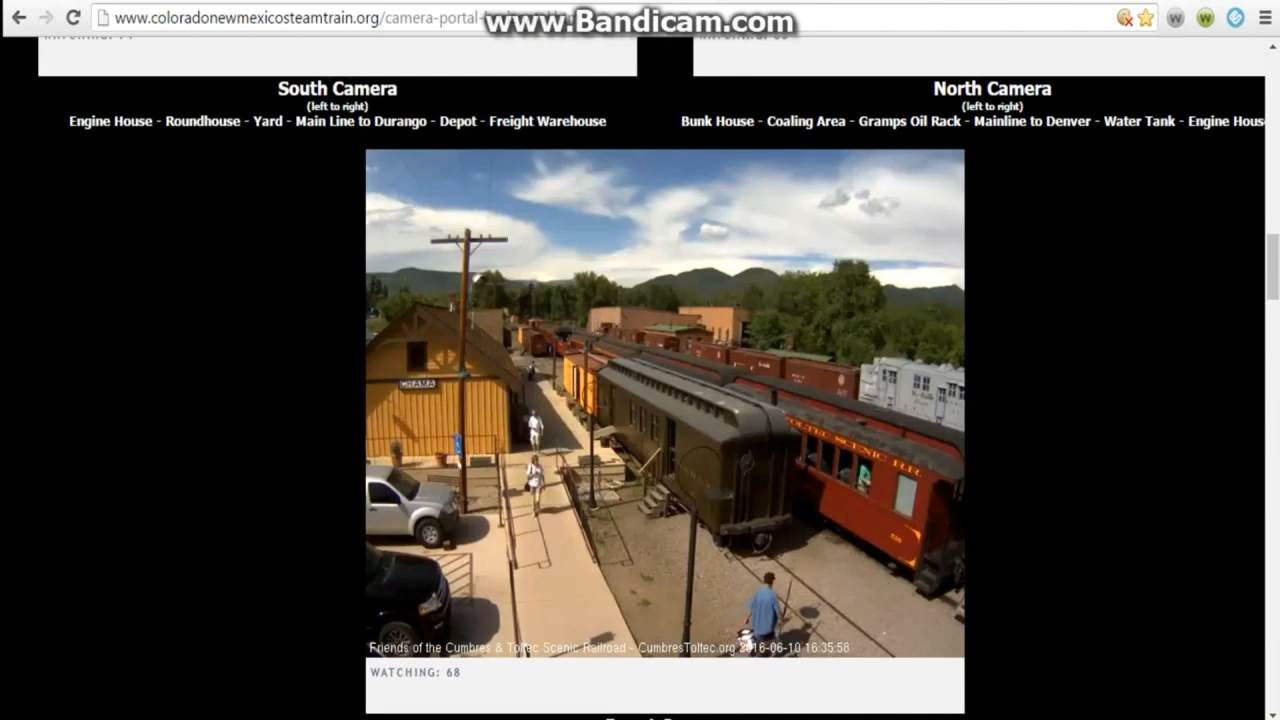 www.coloradonewmexicosteamtrain.org/camera-portal-
www.Bandicam.com
South Camera
(left to right)
Engine House - Roundhouse - Yard - Main Line to Durango - Depot - Freight Warehouse
North Camera
(left to right)
Bunk House - Coaling Area - Gramps Oil Rack - Mainline to Denver - Water Tank - Engine Hous
CHAMA
TOLTEC SCENIC R.R.
Friends of the Cumbres & Toltec Scenic Railroad - CumbresToltec.org 2016-06-10 16:35:58
WATCHING: 68